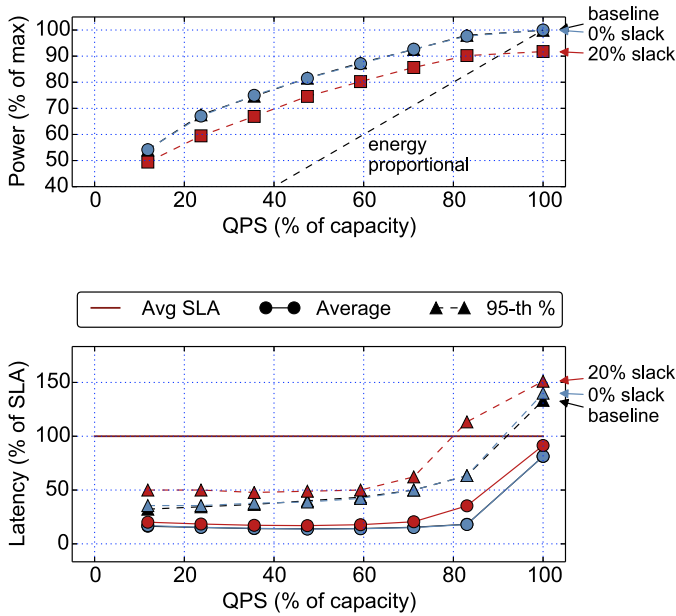 Power (% of max)
100
90
80
70
60
50
40
baseline
0% slack
20% slack
energy
proportional
0 20 40 60 80 100
QPS (% of capacity)
Avg SLA Average 95-th %
Latency (% of SLA)
150
100
50
0
20% slack
0% slack
baseline
0 20 40 60 80 100
QPS (% of capacity)